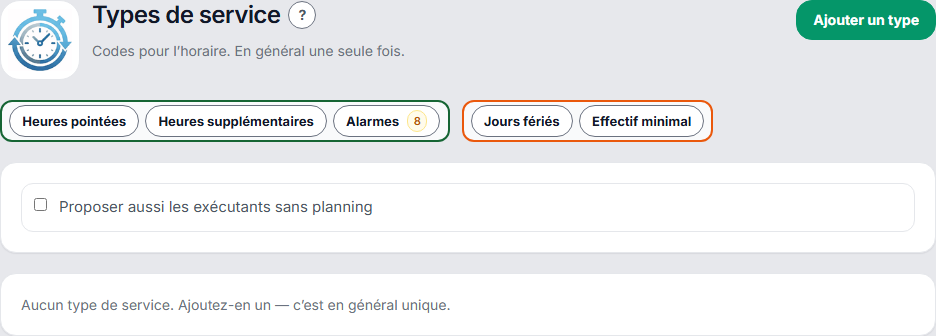 Types de service ?
Ajouter un type
Codes pour l’horaire. En général une seule fois.
Heures pointées Heures supplémentaires Alarmes 8 Jours fériés Effectif minimal
Proposer aussi les exécutants sans planning
Aucun type de service. Ajoutez-en un — c’est en général unique.